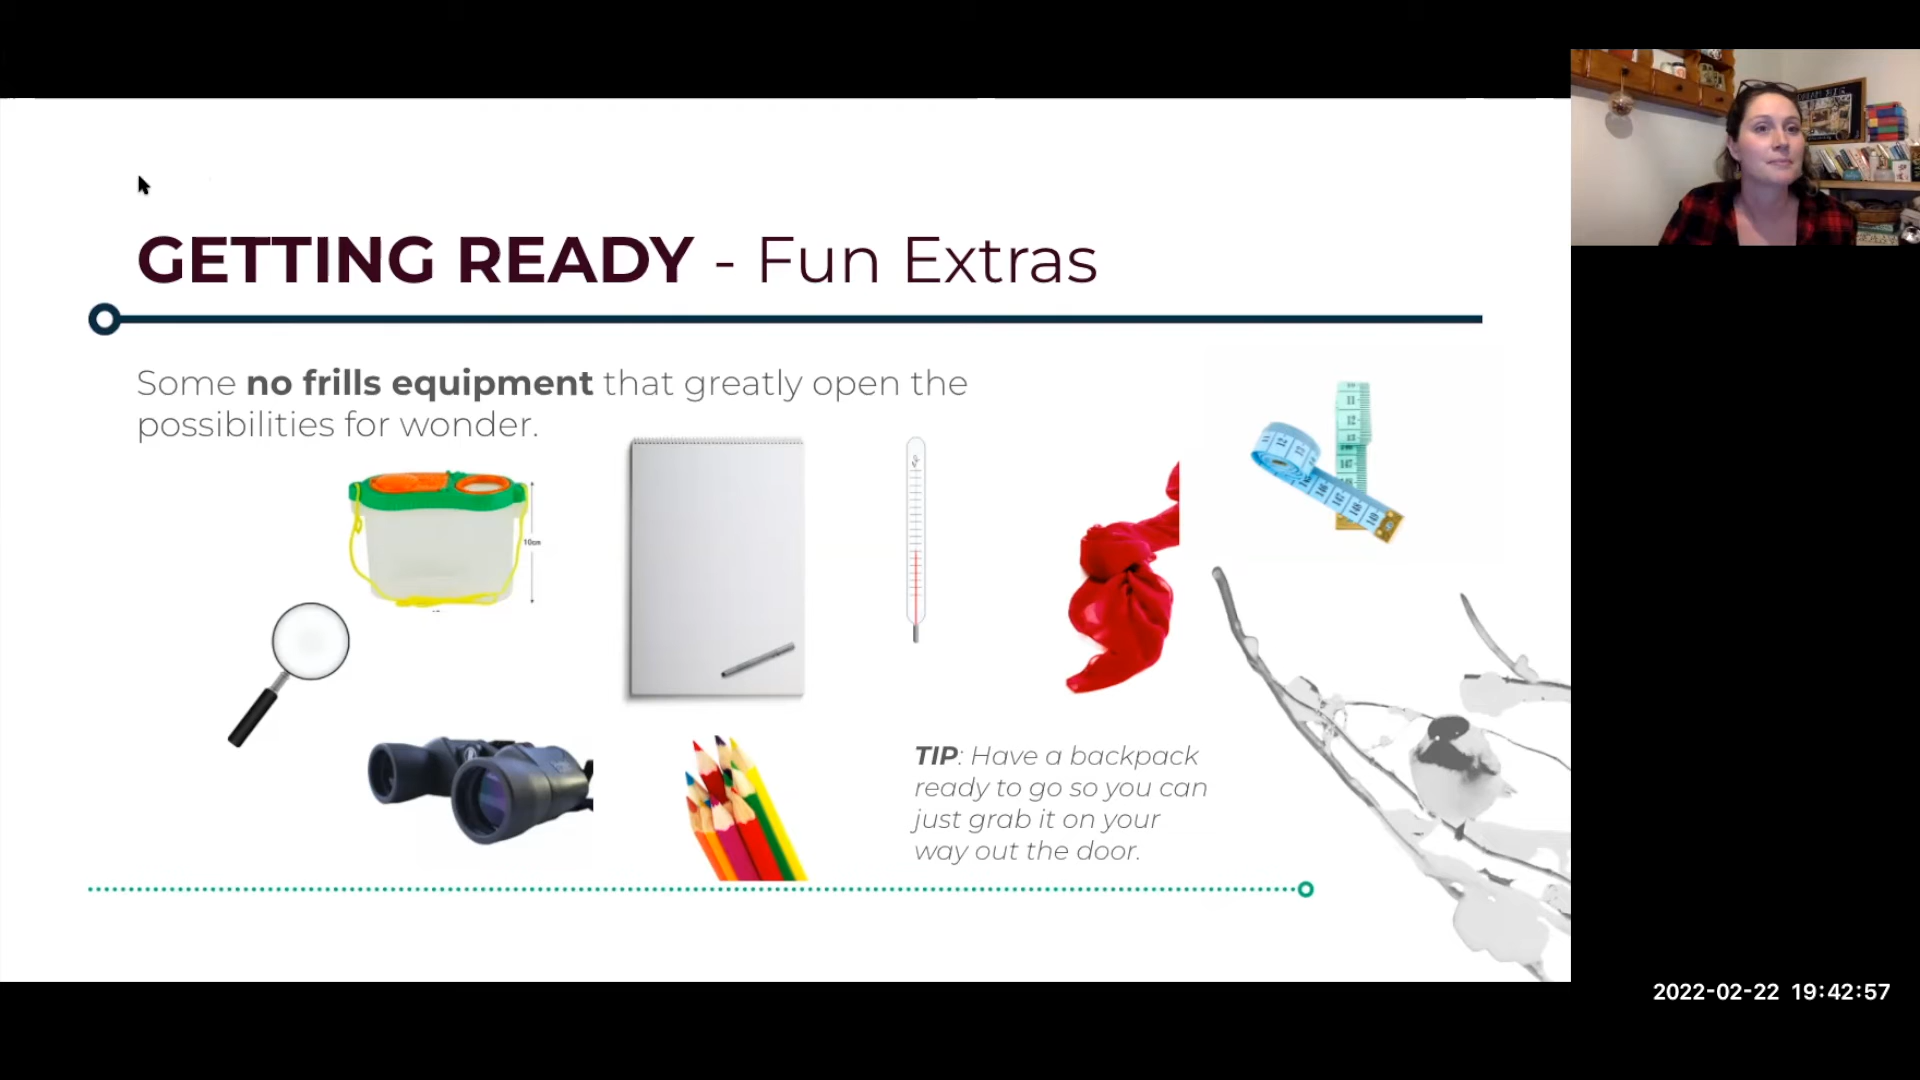 GETTING READY - Fun Extras
Some no frills equipment that greatly open the
possibilities for wonder.
10cm
TIP: Have a backpack
ready to go so you can
just grab it on your
way out the door.
2022-02-22 19:42:57